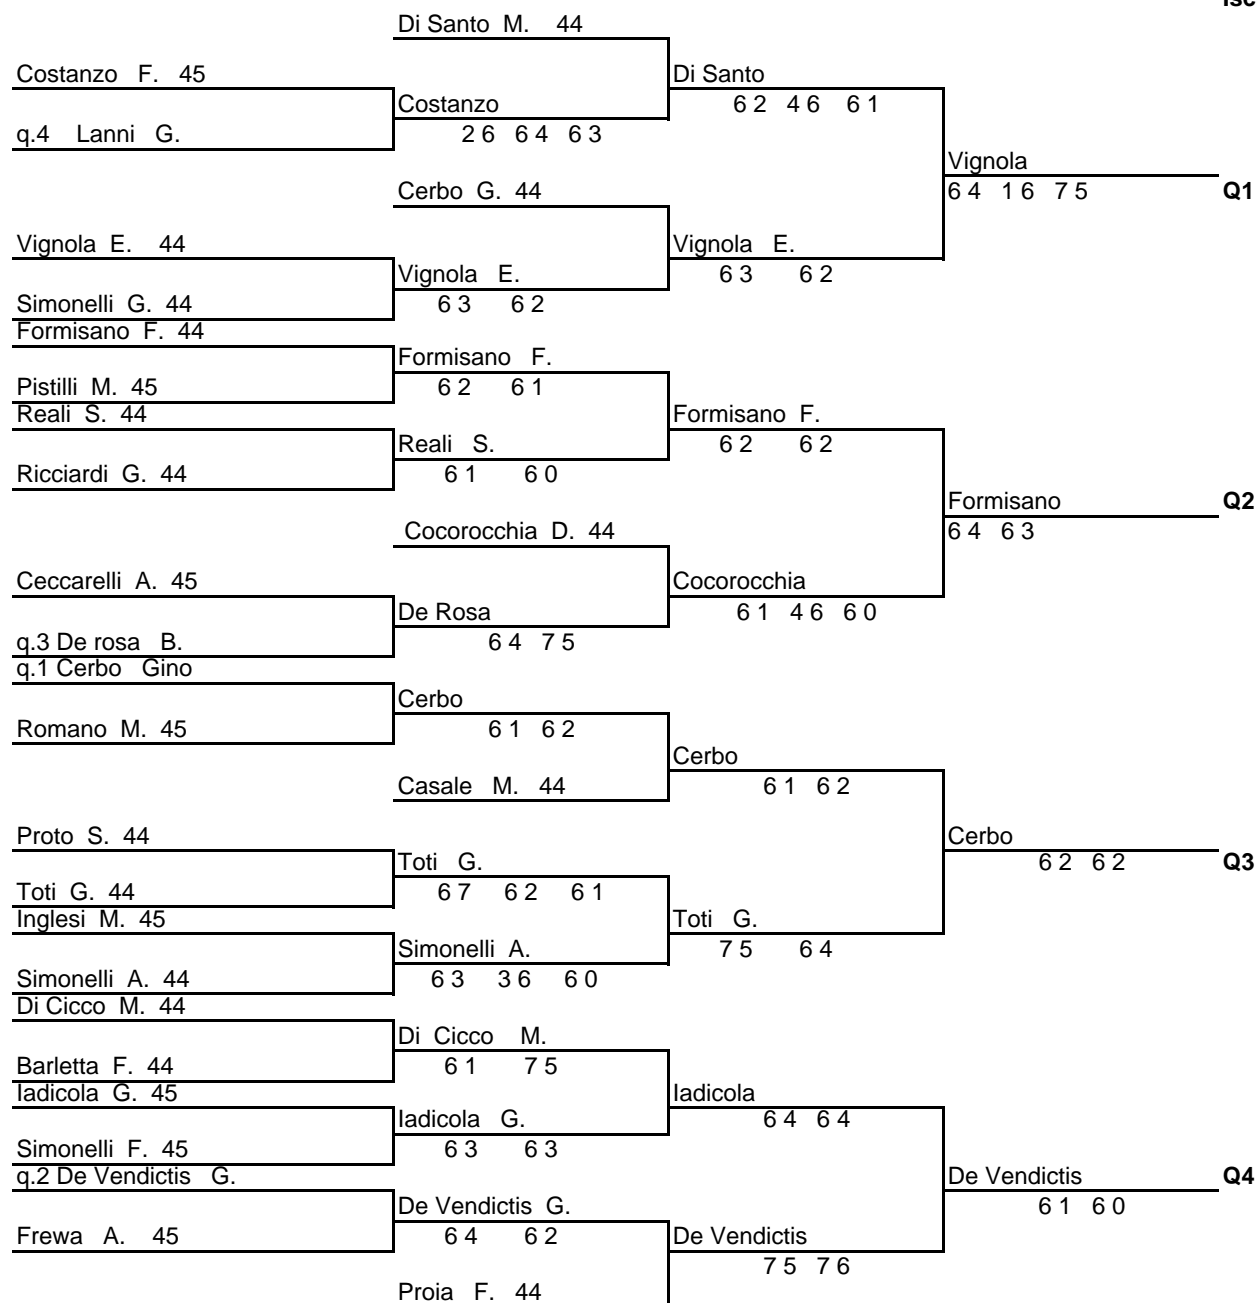 Di Santo M. 44
Costanzo F. 45
Di Santo
Costanzo
6 2 4 6 6 1
q.4 Lanni G.
2 6 6 4 6 3
Vignola
Cerbo G. 44
6 4 1 6 7 5
Q1
Vignola E. 44
Vignola E.
Vignola E.
6 3 6 2
Simonelli G. 44
6 3 6 2
Formisano F. 44
Formisano F.
Pistilli M. 45
6 2 6 1
Reali S. 44
Formisano F.
Reali S.
6 2 6 2
Ricciardi G. 44
6 1 6 0
Formisano
Q2
Cocorocchia D. 44
6 4 6 3
Ceccarelli A. 45
Cocorocchia
De Rosa
6 1 4 6 6 0
q.3 De rosa B.
6 4 7 5
q.1 Cerbo Gino
Cerbo
Romano M. 45
6 1 6 2
Cerbo
Casale M. 44
6 1 6 2
Proto S. 44
Cerbo
Toti G.
6 2 6 2
Q3
Toti G. 44
6 7 6 2 6 1
Inglesi M. 45
Toti G.
Simonelli A.
7 5 6 4
Simonelli A. 44
6 3 3 6 6 0
Di Cicco M. 44
Di Cicco M.
Barletta F. 44
6 1 7 5
Iadicola G. 45
Iadicola
Iadicola G.
6 4 6 4
Simonelli F. 45
6 3 6 3
q.2 De Vendictis G.
De Vendictis
Q4
De Vendictis G.
6 1 6 0
Frewa A. 45
6 4 6 2
De Vendictis
7 5 7 6
Proia F. 44